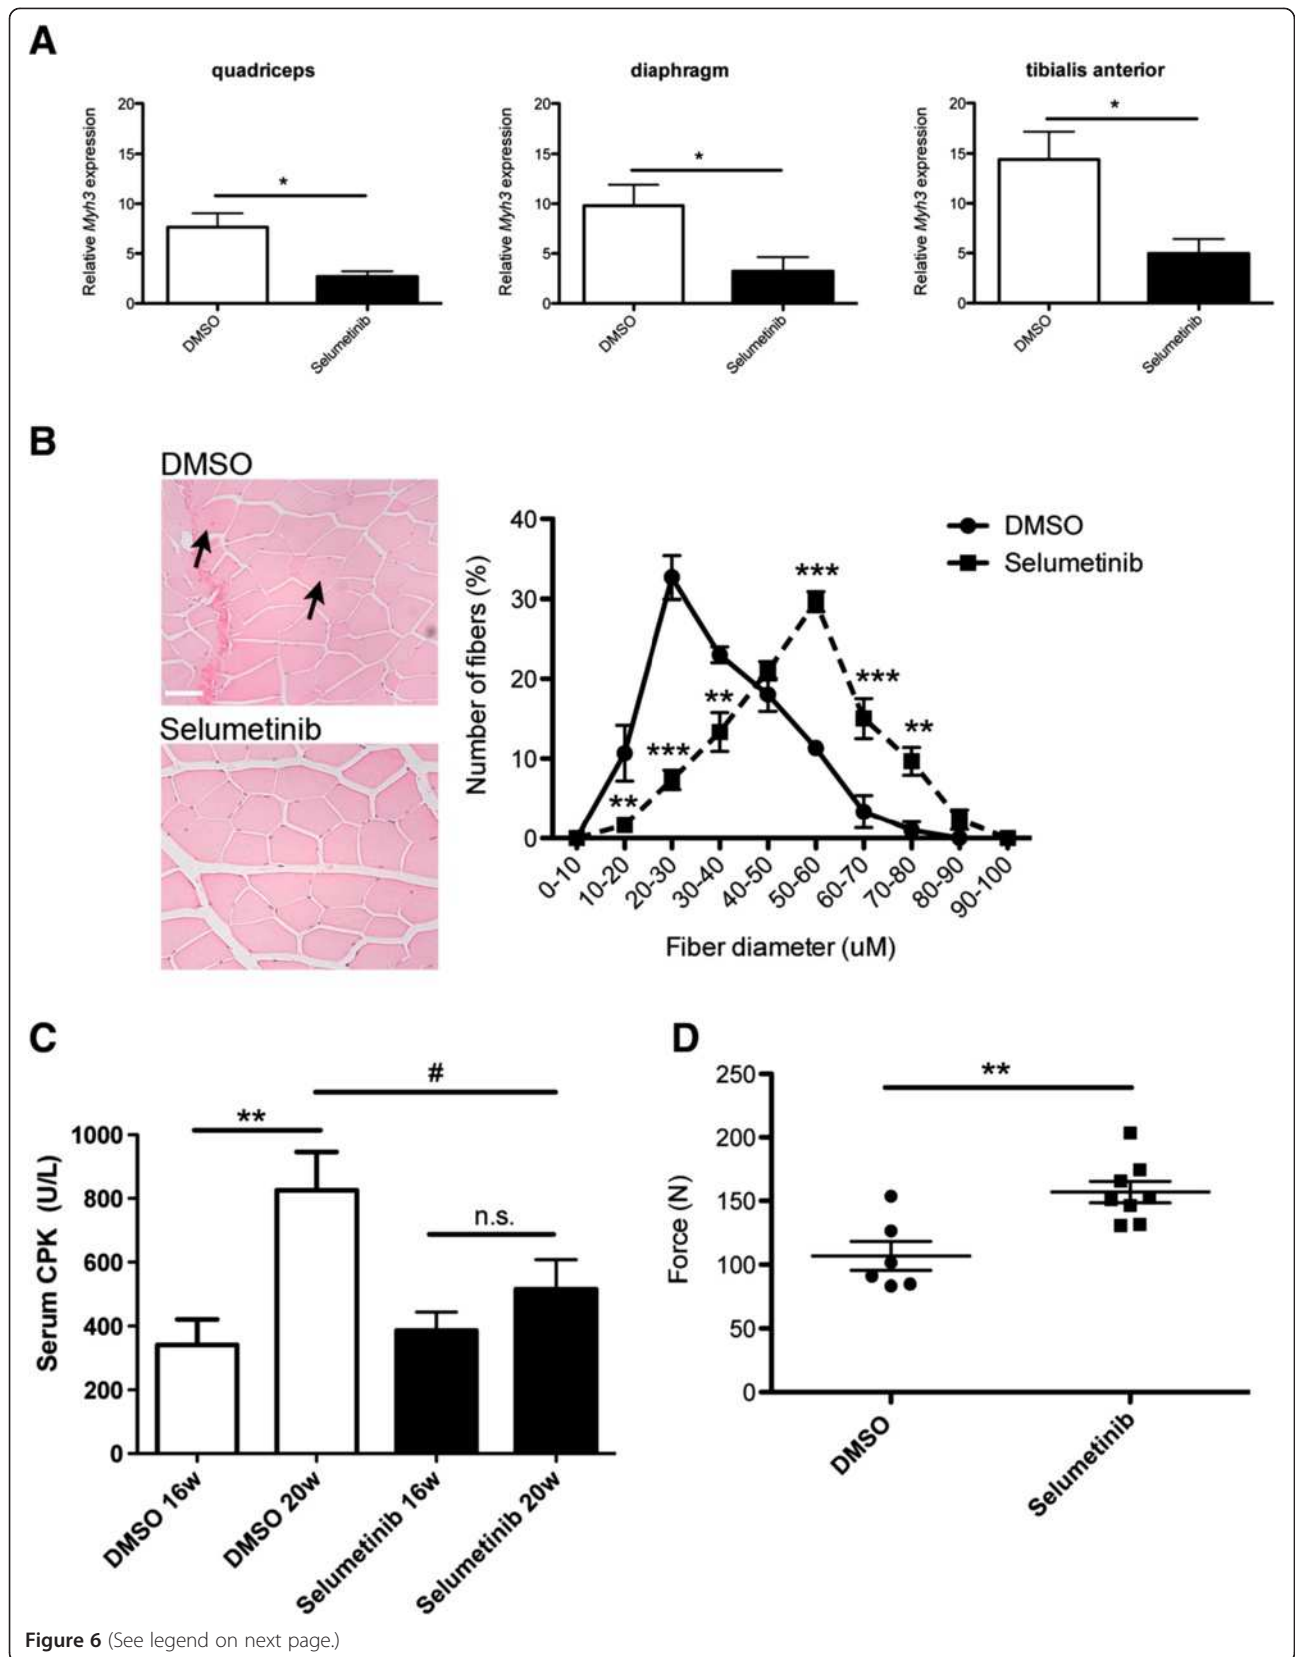 A
quadriceps
Relative Myh3 expression
20
15
10
5
0
*
DMSO
Selumetinib
diaphragm
Relative Myh3 expression
20
15
10
5
0
*
DMSO
Selumetinib
tibialis anterior
Relative Myh3 expression
20
15
10
5
0
*
DMSO
Selumetinib
B
DMSO
Selumetinib
Number of fibers (%)
40
30
20
10
0
DMSO
Selumetinib
**
***
**
***
***
**
0-10
10-20
20-30
30-40
40-50
50-60
60-70
70-80
80-90
90-100
Fiber diameter (uM)
C
Serum CPK (U/L)
1000
800
600
400
200
0
**
#
n.s.
DMSO 16w
DMSO 20w
Selumetinib 16w
Selumetinib 20w
D
Force (N)
250
200
150
100
50
0
**
DMSO
Selumetinib
Figure 6 (See legend on next page.)